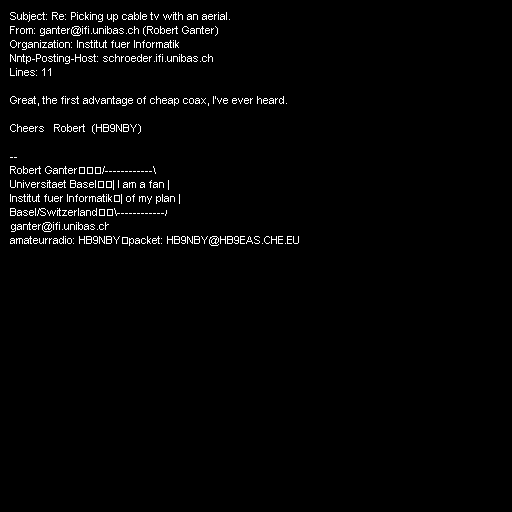 Subject: Re: Picking up cable tv with an aerial.
From: ganter@ifi.unibas.ch (Robert Ganter)
Organization: Institut fuer Informatik
Nntp-Posting-Host: schroeder.ifi.unibas.ch
Lines: 11

Great, the first advantage of cheap coax, I've ever heard.

Cheers   Robert  (HB9NBY)

--
Robert Ganter▯▯▯/------------\
Universitaet Basel▯▯| I am a fan |
Institut fuer Informatik▯| of my plan |
Basel/Switzerland▯▯\------------/
ganter@ifi.unibas.ch
amateurradio: HB9NBY▯packet: HB9NBY@HB9EAS.CHE.EU